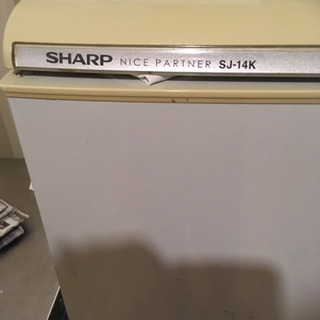 SHARP NICE PARTNER SJ-14K